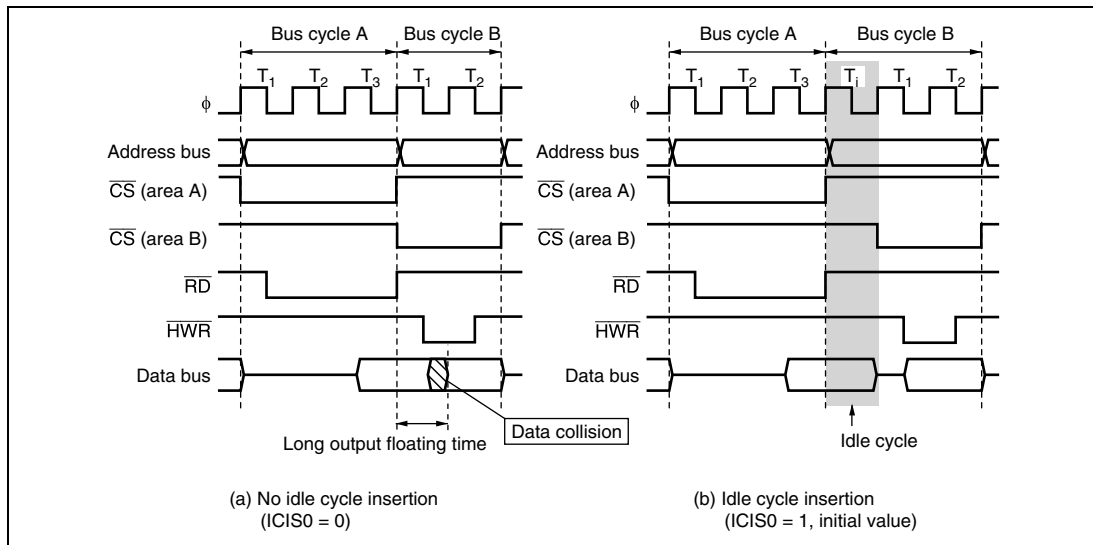 Bus cycle A Bus cycle B
T1 T2 T3 T1 T2
φ
Address bus
CS (area A)
CS (area B)
RD
HWR
Data bus
Long output floating time
Data collision
(a) No idle cycle insertion
(ICIS0 = 0)
Bus cycle A Bus cycle B
T1 T2 T3 Ti T1 T2
φ
Address bus
CS (area A)
CS (area B)
RD
HWR
Data bus
Idle cycle
(b) Idle cycle insertion
(ICIS0 = 1, initial value)